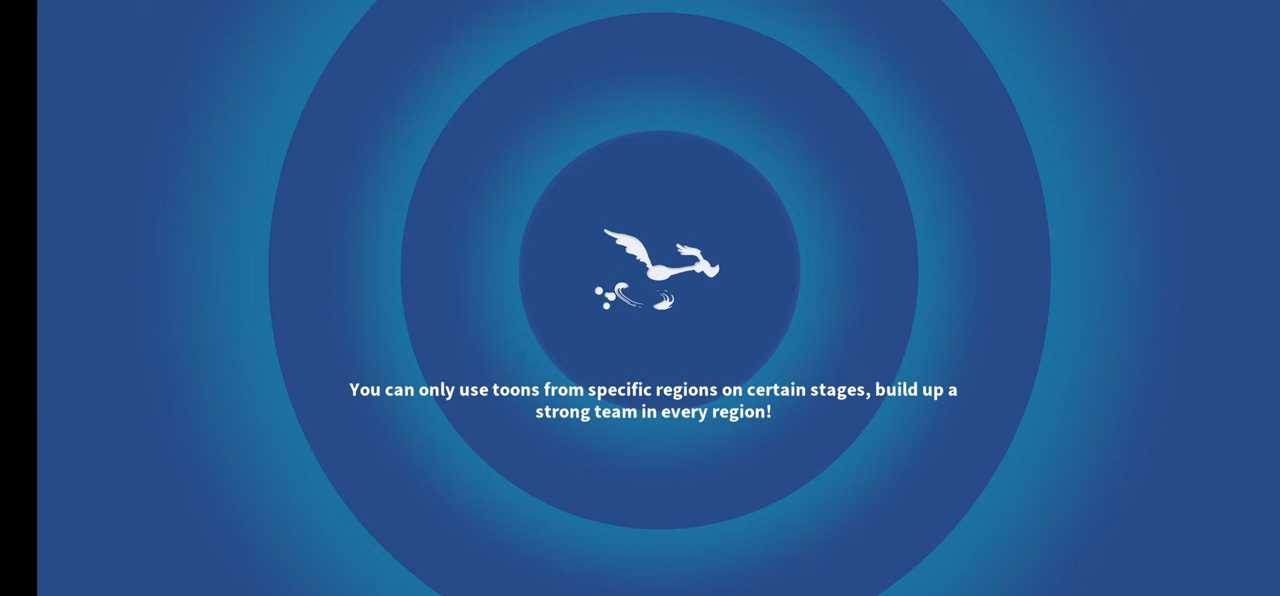 You can only use toons from specific regions on certain stages, build up a
strong team in every region!